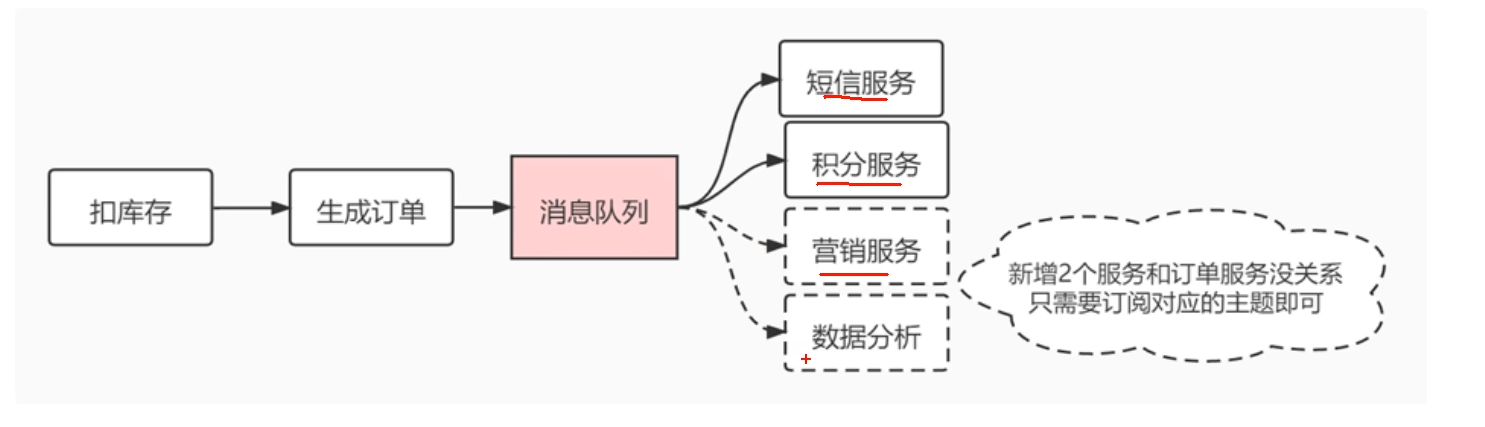 扣库存
生成订单
消息队列
短信服务
积分服务
营销服务
数据分析
新增2个服务和订单服务没关系
只需要订阅对应的主题即可